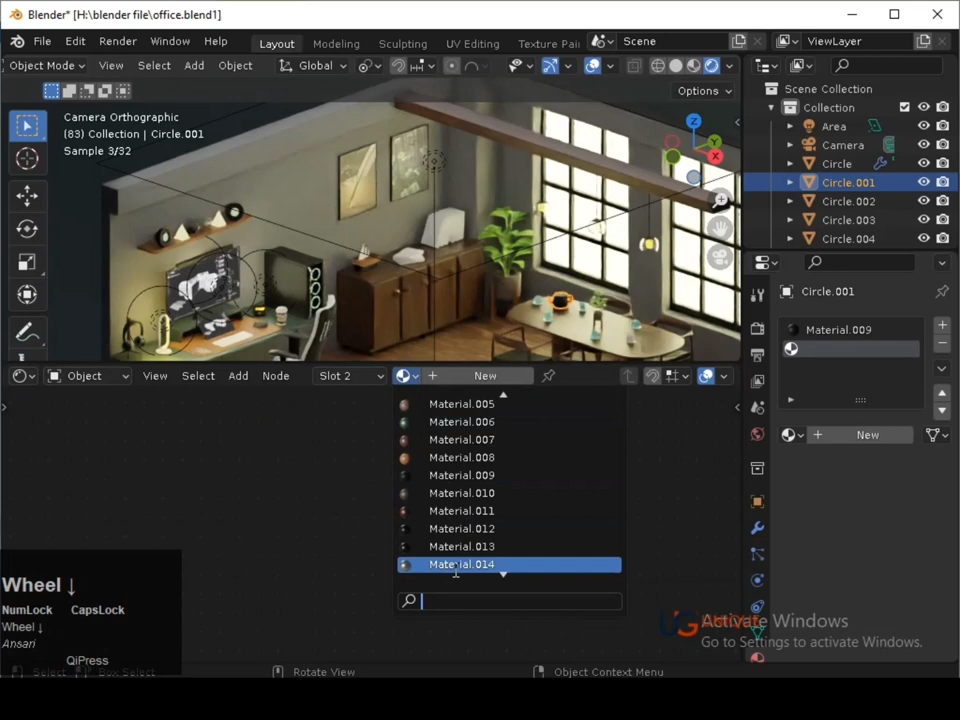 Blender* [H:\blender file\office.blend1]
File Edit Render Window Help Layout Modeling Sculpting UV Editing Texture Pai Scene ViewLayer
Object Mode View Select Add Object Global
Options
Camera Orthographic
(83) Collection | Circle.001
Sample 3/32
Z
Y
X
Scene Collection
Collection
Area
Camera
Circle
Circle.001
Circle.002
Circle.003
Circle.004
Circle.001
Material.009
New
Object View Select Add Node Slot 2 New
Material.005
Material.006
Material.007
Material.008
Material.009
Material.010
Material.011
Material.012
Material.013
Material.014
Wheel ↓
NumLock CapsLock
Wheel ↓
Ansari
QiPress
UG
Activate Windows
Go to Settings to activate Windows.
Select Box Select Rotate View Object Context Menu